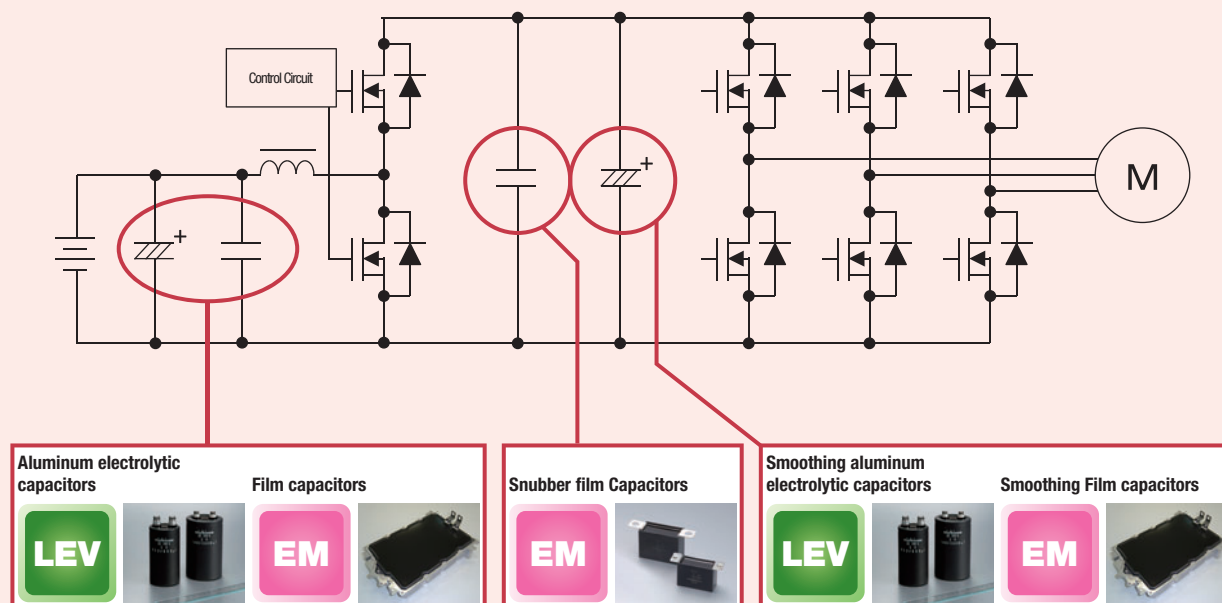 Control Circuit
+
+
M
Aluminum electrolytic
capacitors
Film capacitors
LEV
EM
Snubber film Capacitors
EM
Smoothing aluminum
electrolytic capacitors
Smoothing Film capacitors
LEV
EM